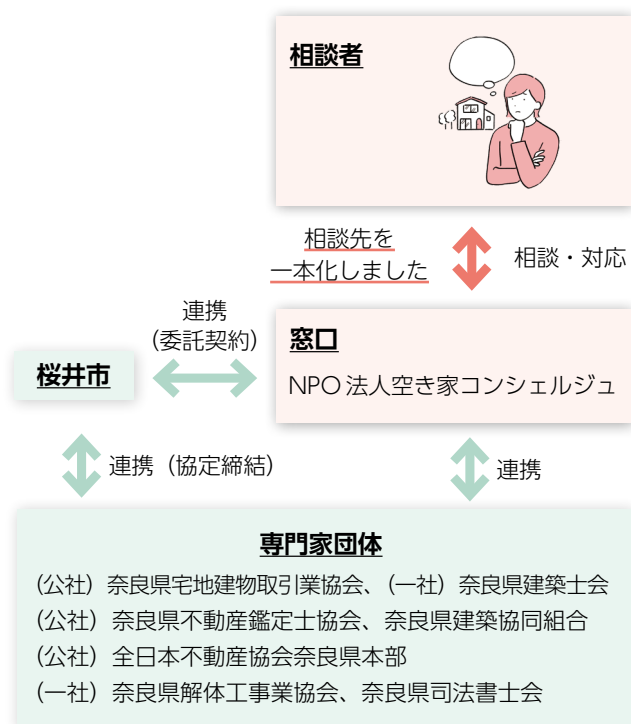 相談者
相談先を
一本化しました
相談・対応
連携
（委託契約）
窓口
NPO法人空き家コンシェルジュ
桜井市
連携（協定締結）
連携
専門家団体
（公社）奈良県宅地建物取引業協会、（一社）奈良県建築士会
（公社）奈良県不動産鑑定士協会、奈良県建築協同組合
（公社）全日本不動産協会奈良県本部
（一社）奈良県解体工事業協会、奈良県司法書士会